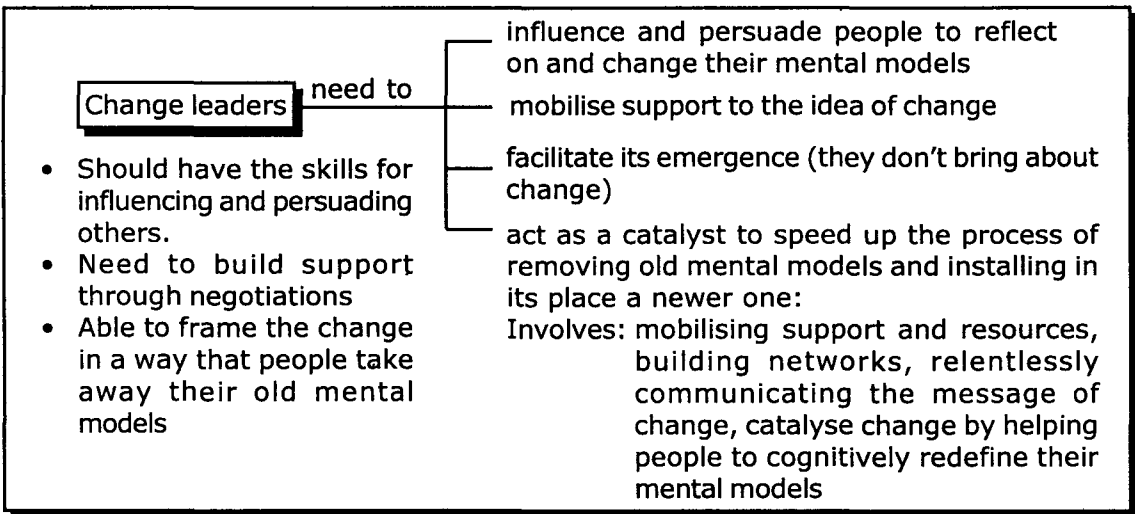 Change leaders
need to
influence and persuade people to reflect
on and change their mental models
mobilise support to the idea of change
facilitate its emergence (they don't bring about
change)
act as a catalyst to speed up the process of
removing old mental models and installing in
its place a newer one:
Involves: mobilising support and resources,
building networks, relentlessly
communicating the message of
change, catalyse change by helping
people to cognitively redefine their
mental models
• Should have the skills for
influencing and persuading
others.
• Need to build support
through negotiations
• Able to frame the change
in a way that people take
away their old mental
models